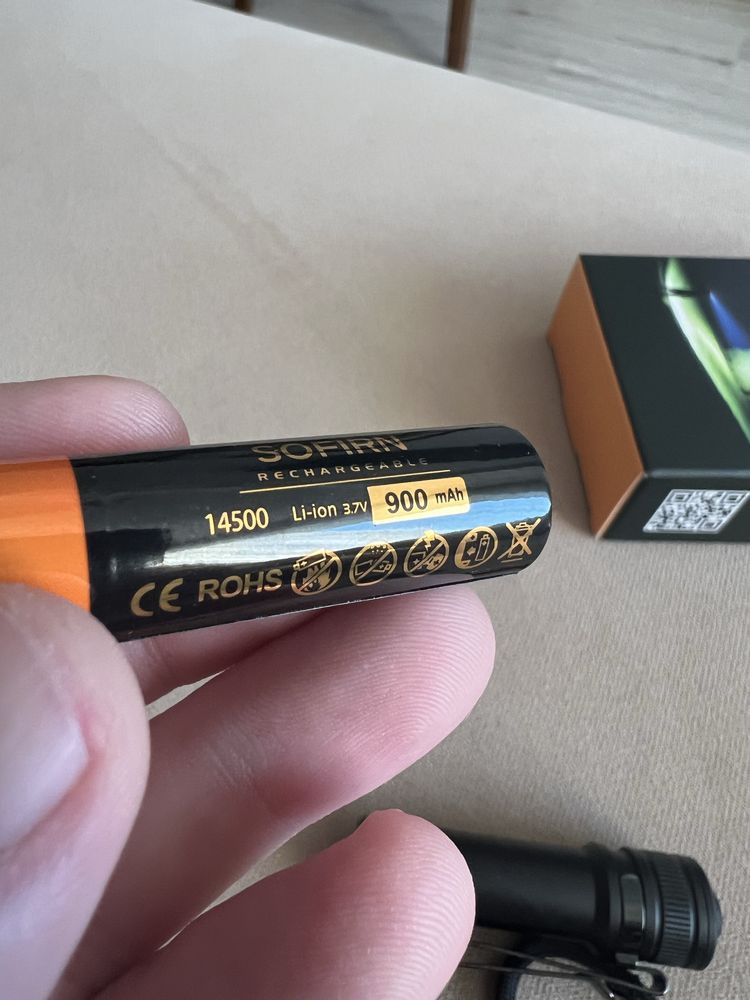 SOFIRN
RECHARGEABLE
14500 Li-ion 3.7V 900 mAh
CE ROHS